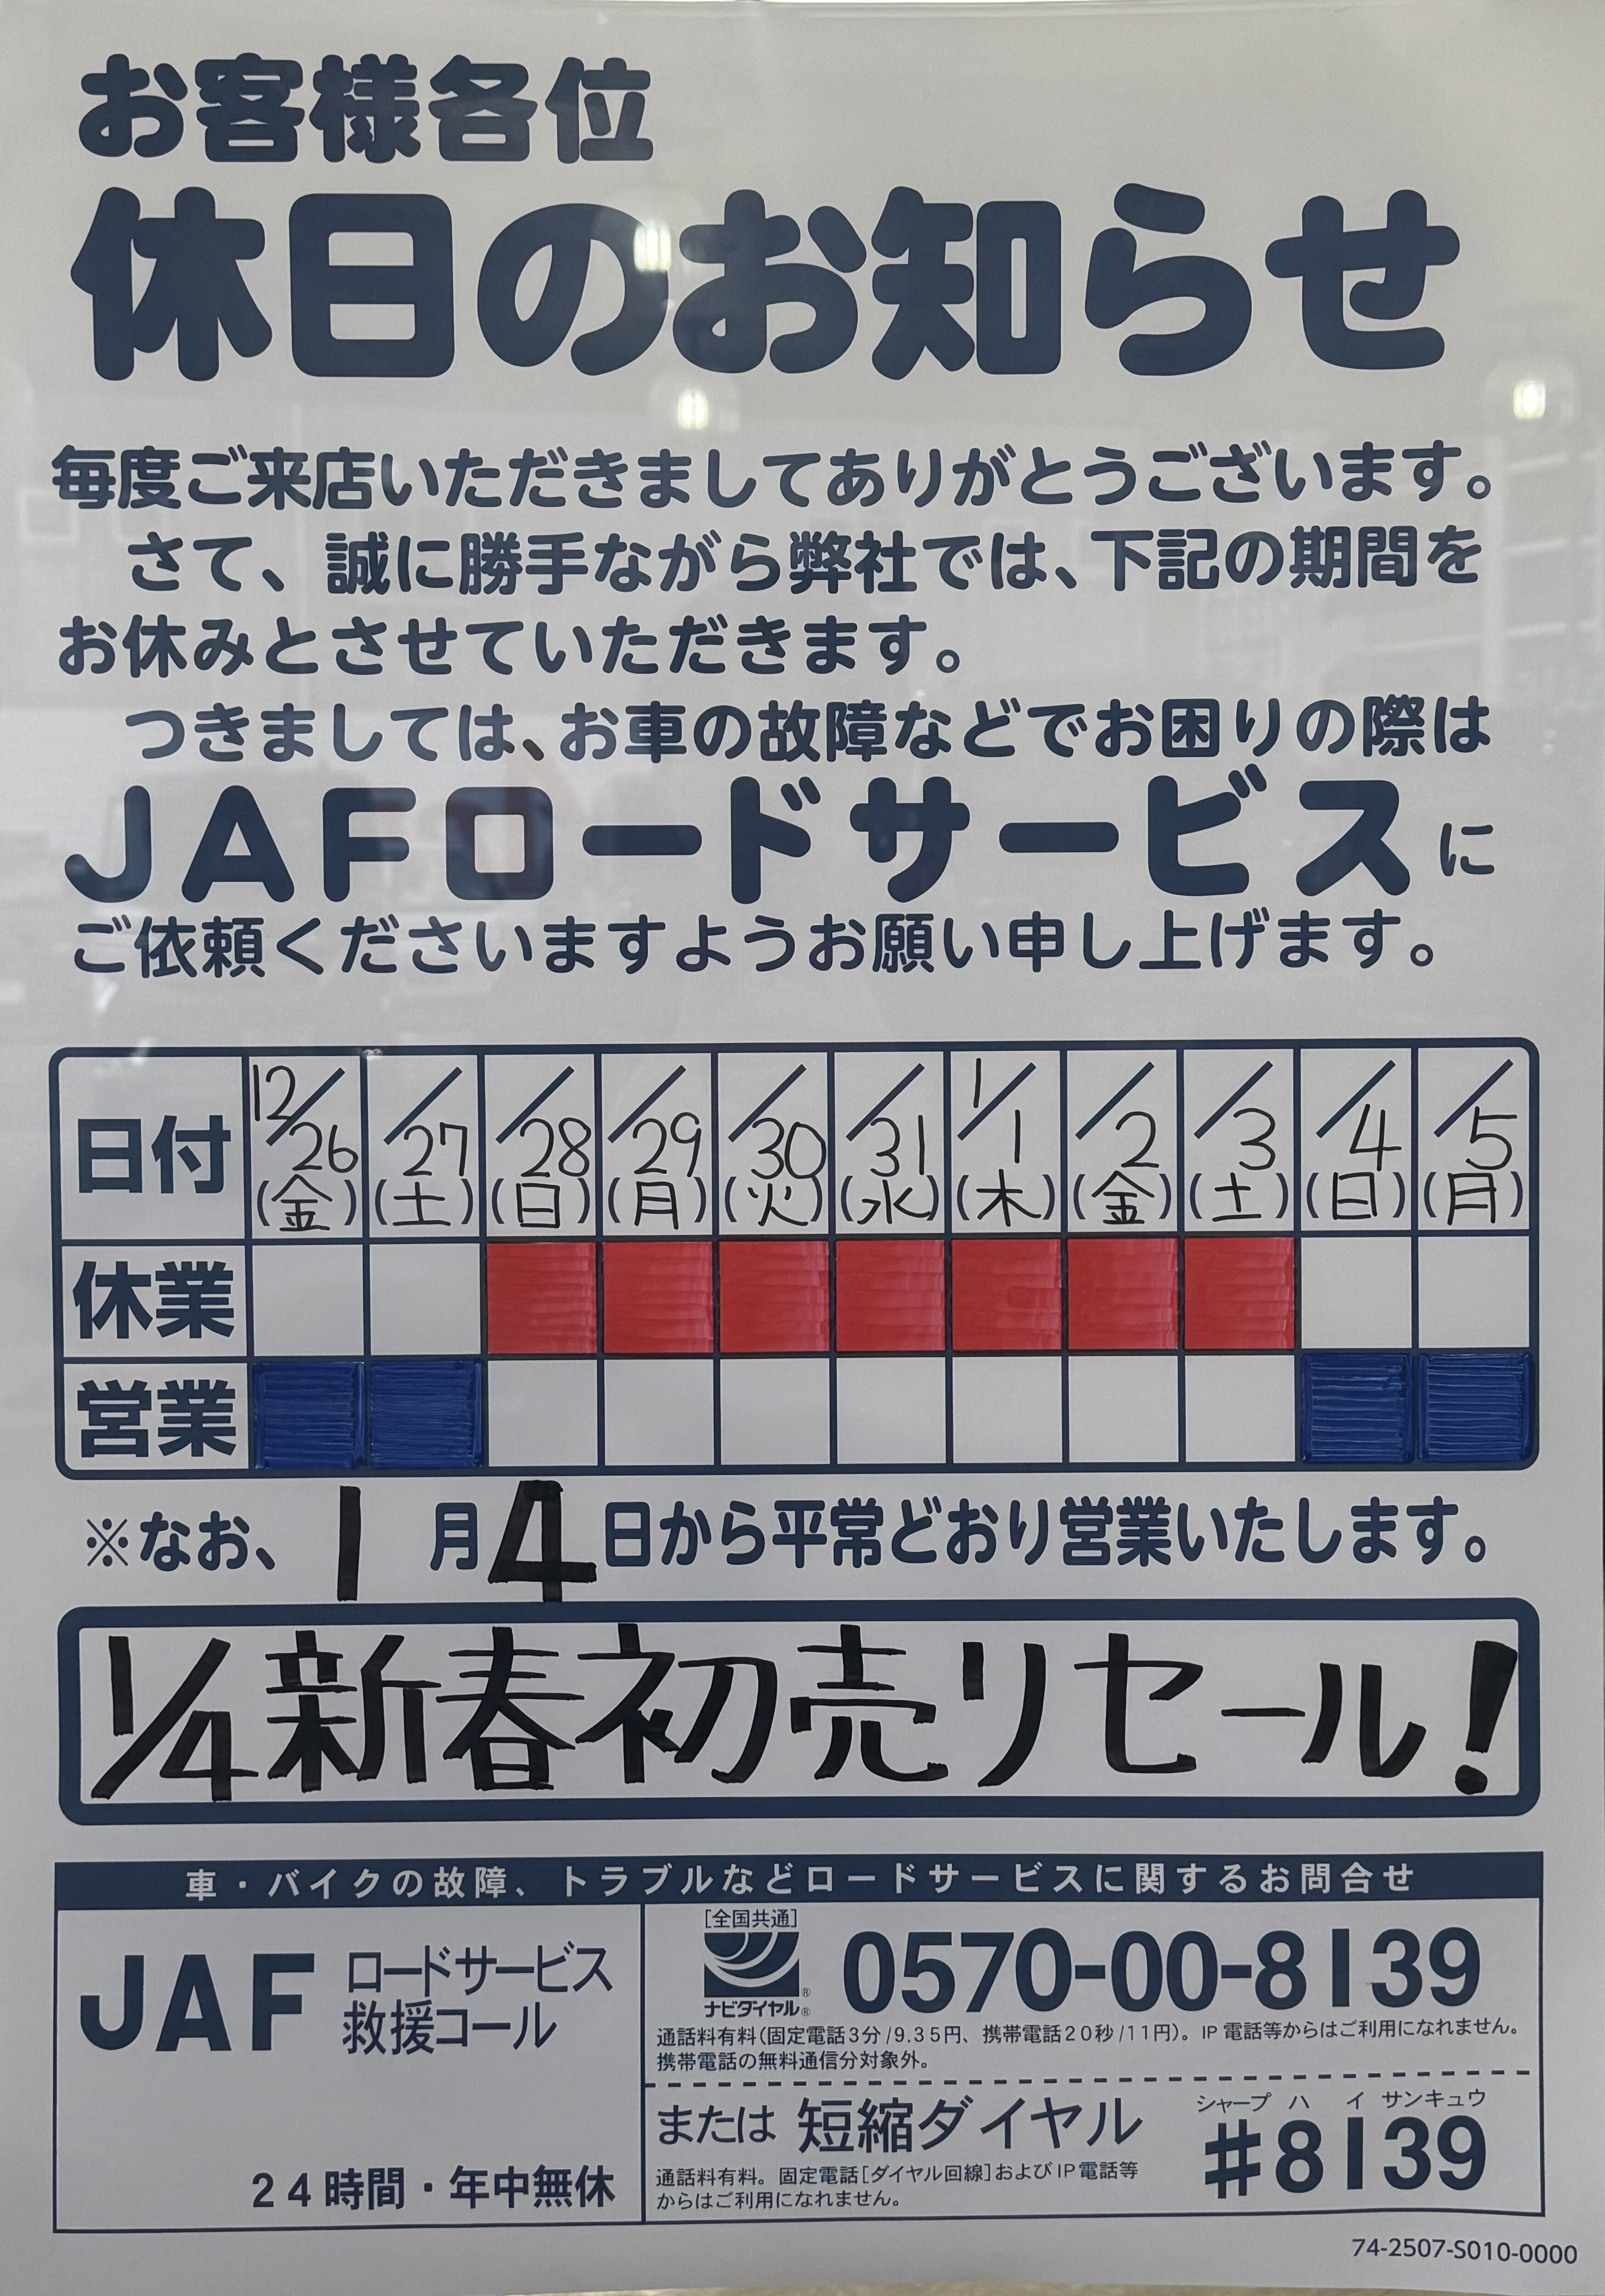 お客様各位
休日のお知らせ
毎度ご来店いただきましてありがとうございます。
さて、誠に勝手ながら弊社では、下記の期間を
お休みとさせていただきます。
つきましては、お車の故障などでお困りの際は
JAFロードサービスに
ご依頼くださいますようお願い申し上げます。
日付 12/26(金) /27(土) /28(日) /29(月) /30(火) /31(水) 1/1(木) /2(金) /3(土) /4(日) /5(月)
休業
営業
※なお、1月4日から平常どおり営業いたします。
1/4新春初売リセール!
車・バイクの故障、トラブルなどロードサービスに関するお問合せ
JAF ロードサービス
救援コール
24時間・年中無休
[全国共通]
ナビダイヤル® ®
0570-00-8139
通話料有料(固定電話3分/9.35円、携帯電話20秒/11円)。IP電話等からはご利用になれません。
携帯電話の無料通信分対象外。
または 短縮ダイヤル
シャープ ハ イ サンキュウ
#8139
通話料有料。固定電話[ダイヤル回線]およびIP電話等
からはご利用になれません。
74-2507-S010-0000